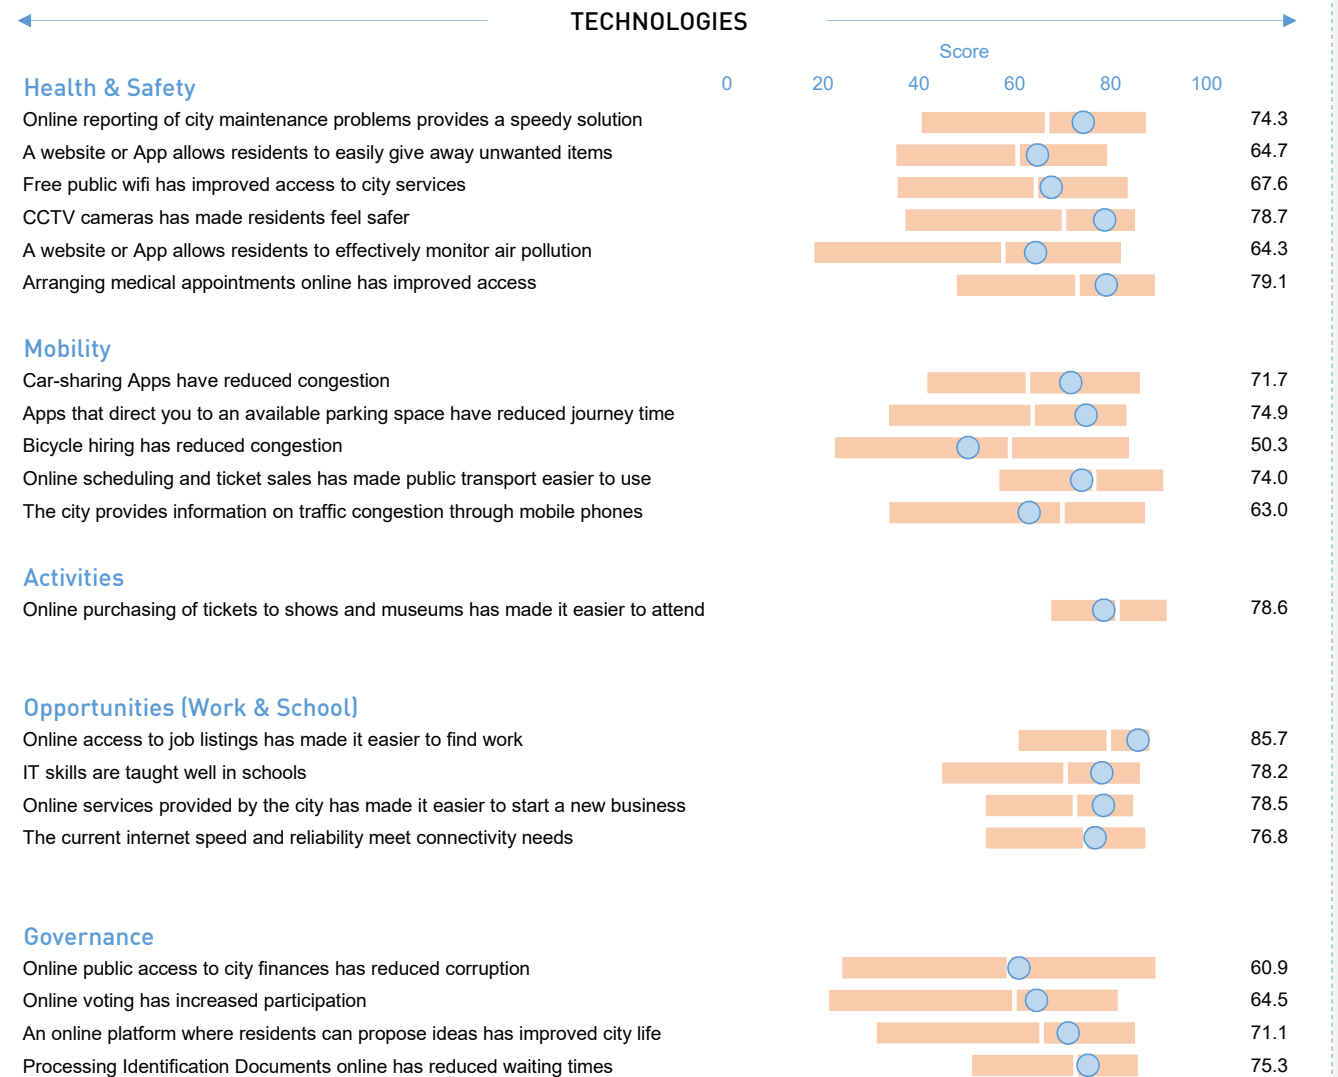 TECHNOLOGIES
Score
Health & Safety 0 20 40 60 80 100
Online reporting of city maintenance problems provides a speedy solution 74.3
A website or App allows residents to easily give away unwanted items 64.7
Free public wifi has improved access to city services 67.6
CCTV cameras has made residents feel safer 78.7
A website or App allows residents to effectively monitor air pollution 64.3
Arranging medical appointments online has improved access 79.1
Mobility
Car-sharing Apps have reduced congestion 71.7
Apps that direct you to an available parking space have reduced journey time 74.9
Bicycle hiring has reduced congestion 50.3
Online scheduling and ticket sales has made public transport easier to use 74.0
The city provides information on traffic congestion through mobile phones 63.0
Activities
Online purchasing of tickets to shows and museums has made it easier to attend 78.6
Opportunities (Work & School)
Online access to job listings has made it easier to find work 85.7
IT skills are taught well in schools 78.2
Online services provided by the city has made it easier to start a new business 78.5
The current internet speed and reliability meet connectivity needs 76.8
Governance
Online public access to city finances has reduced corruption 60.9
Online voting has increased participation 64.5
An online platform where residents can propose ideas has improved city life 71.1
Processing Identification Documents online has reduced waiting times 75.3